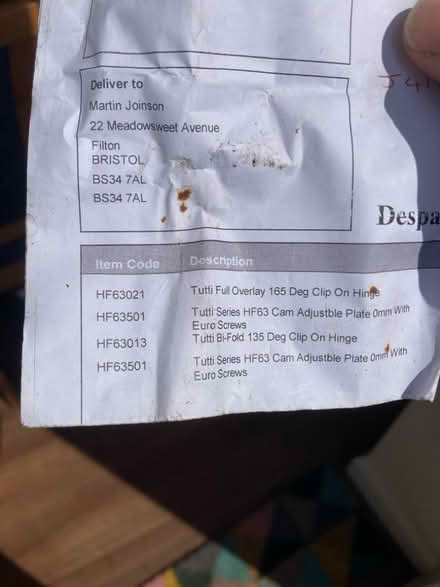 Deliver to
Martin Joinson
22 Meadowsweet Avenue
Filton
BRISTOL
BS34 7AL
BS34 7AL
Despa
Item Code Description
HF63021 Tutti Full Overlay 165 Deg Clip On Hinge
HF63501 Tutti Series HF63 Cam Adjustble Plate 0mm With
Euro Screws
HF63013 Tutti Bi-Fold 135 Deg Clip On Hinge
HF63501 Tutti Series HF63 Cam Adjustble Plate 0mm With
Euro Screws